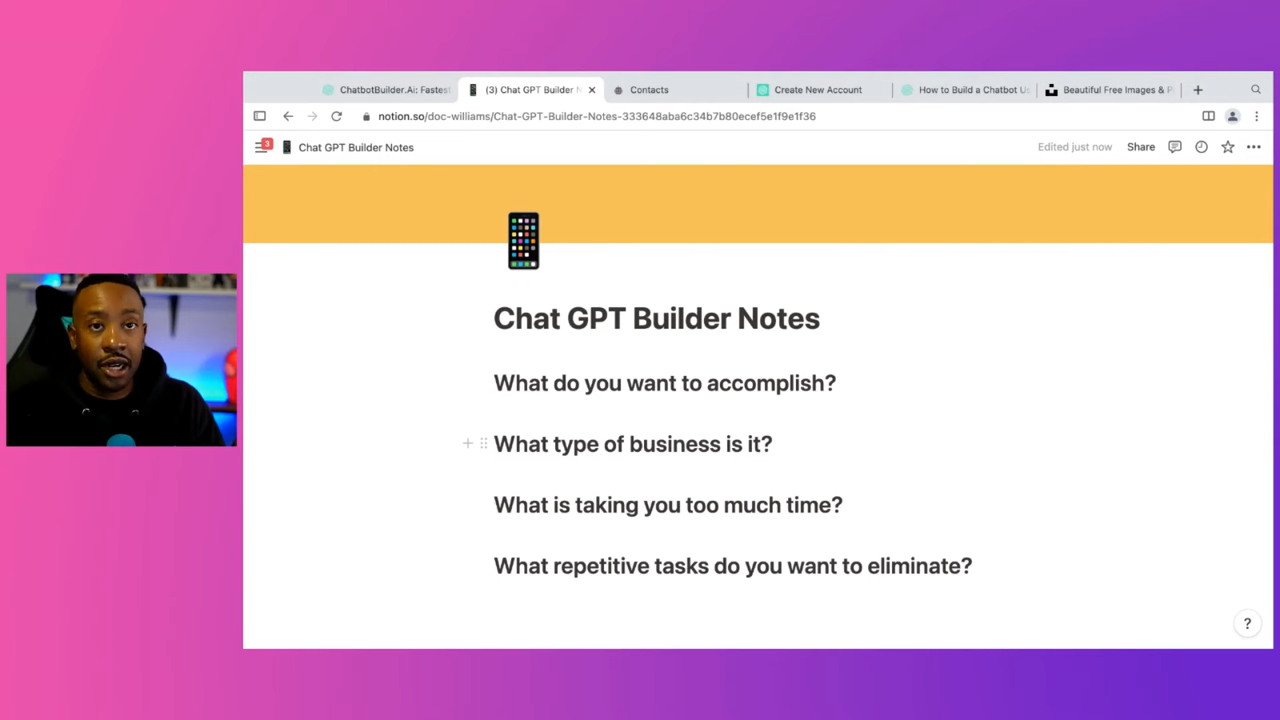 ChatbotBuilder.Ai: Fastest
(3) Chat GPT Builder N
Contacts
Create New Account
How to Build a Chatbot Us
Beautiful Free Images & P
notion.so/doc-williams/Chat-GPT-Builder-Notes-333648aba6c34b7b80ecef5e1f9e1f36
3
Chat GPT Builder Notes
Edited just now
Share
Chat GPT Builder Notes
What do you want to accomplish?
What type of business is it?
What is taking you too much time?
What repetitive tasks do you want to eliminate?
?